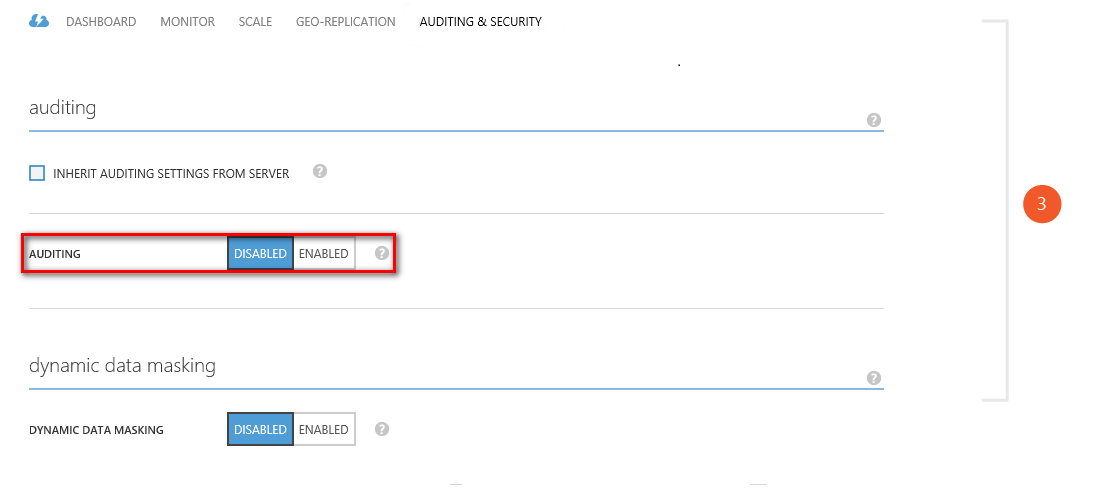 DASHBOARD MONITOR SCALE GEO-REPLICATION AUDITING & SECURITY
.
auditing
?
INHERIT AUDITING SETTINGS FROM SERVER ?
3
AUDITING DISABLED ENABLED ?
dynamic data masking
?
DYNAMIC DATA MASKING DISABLED ENABLED ?